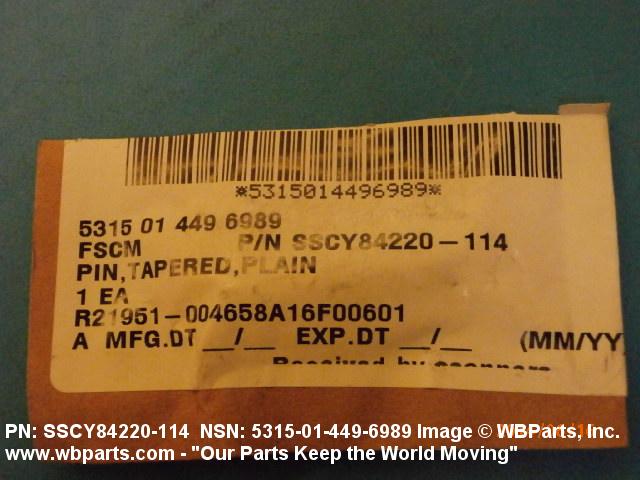 *5315014496989*
5315 01 449 6989
FSCM P/N SSCY84220-114
PIN,TAPERED,PLAIN
1 EA
R21951-004658A16F00601
A MFG.DT __/__ EXP.DT __/__ (MM/YY
Received by
PN: SSCY84220-114 NSN: 5315-01-449-6989 Image © WBParts, Inc.
www.wbparts.com - "Our Parts Keep the World Moving"